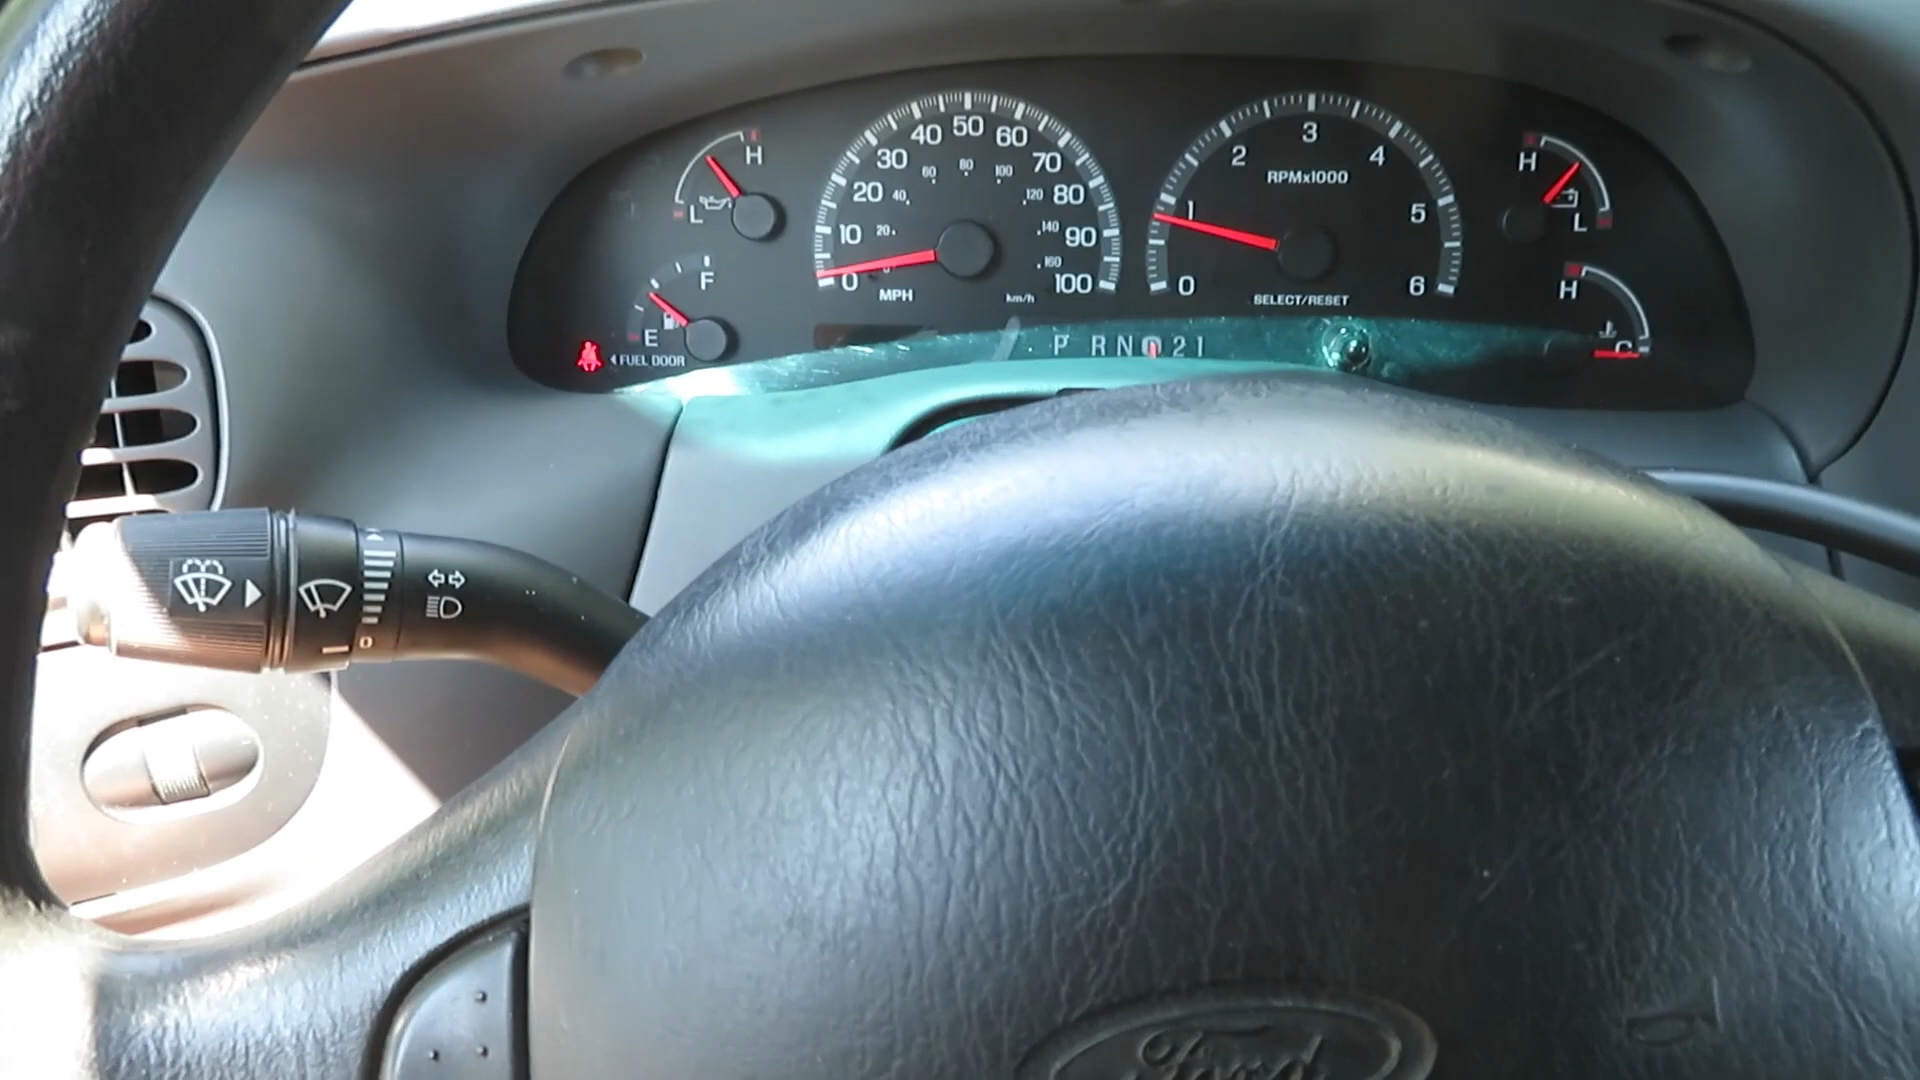 H
L
F
E
FUEL DOOR
0 10 20 30 40 50 60 70 80 90 100
20 40 60 80 100 120 140 160
MPH
km/h
0 1 2 3 4 5 6
RPMx1000
SELECT/RESET
P R N 2 1
H
L
H
C
O
Ford